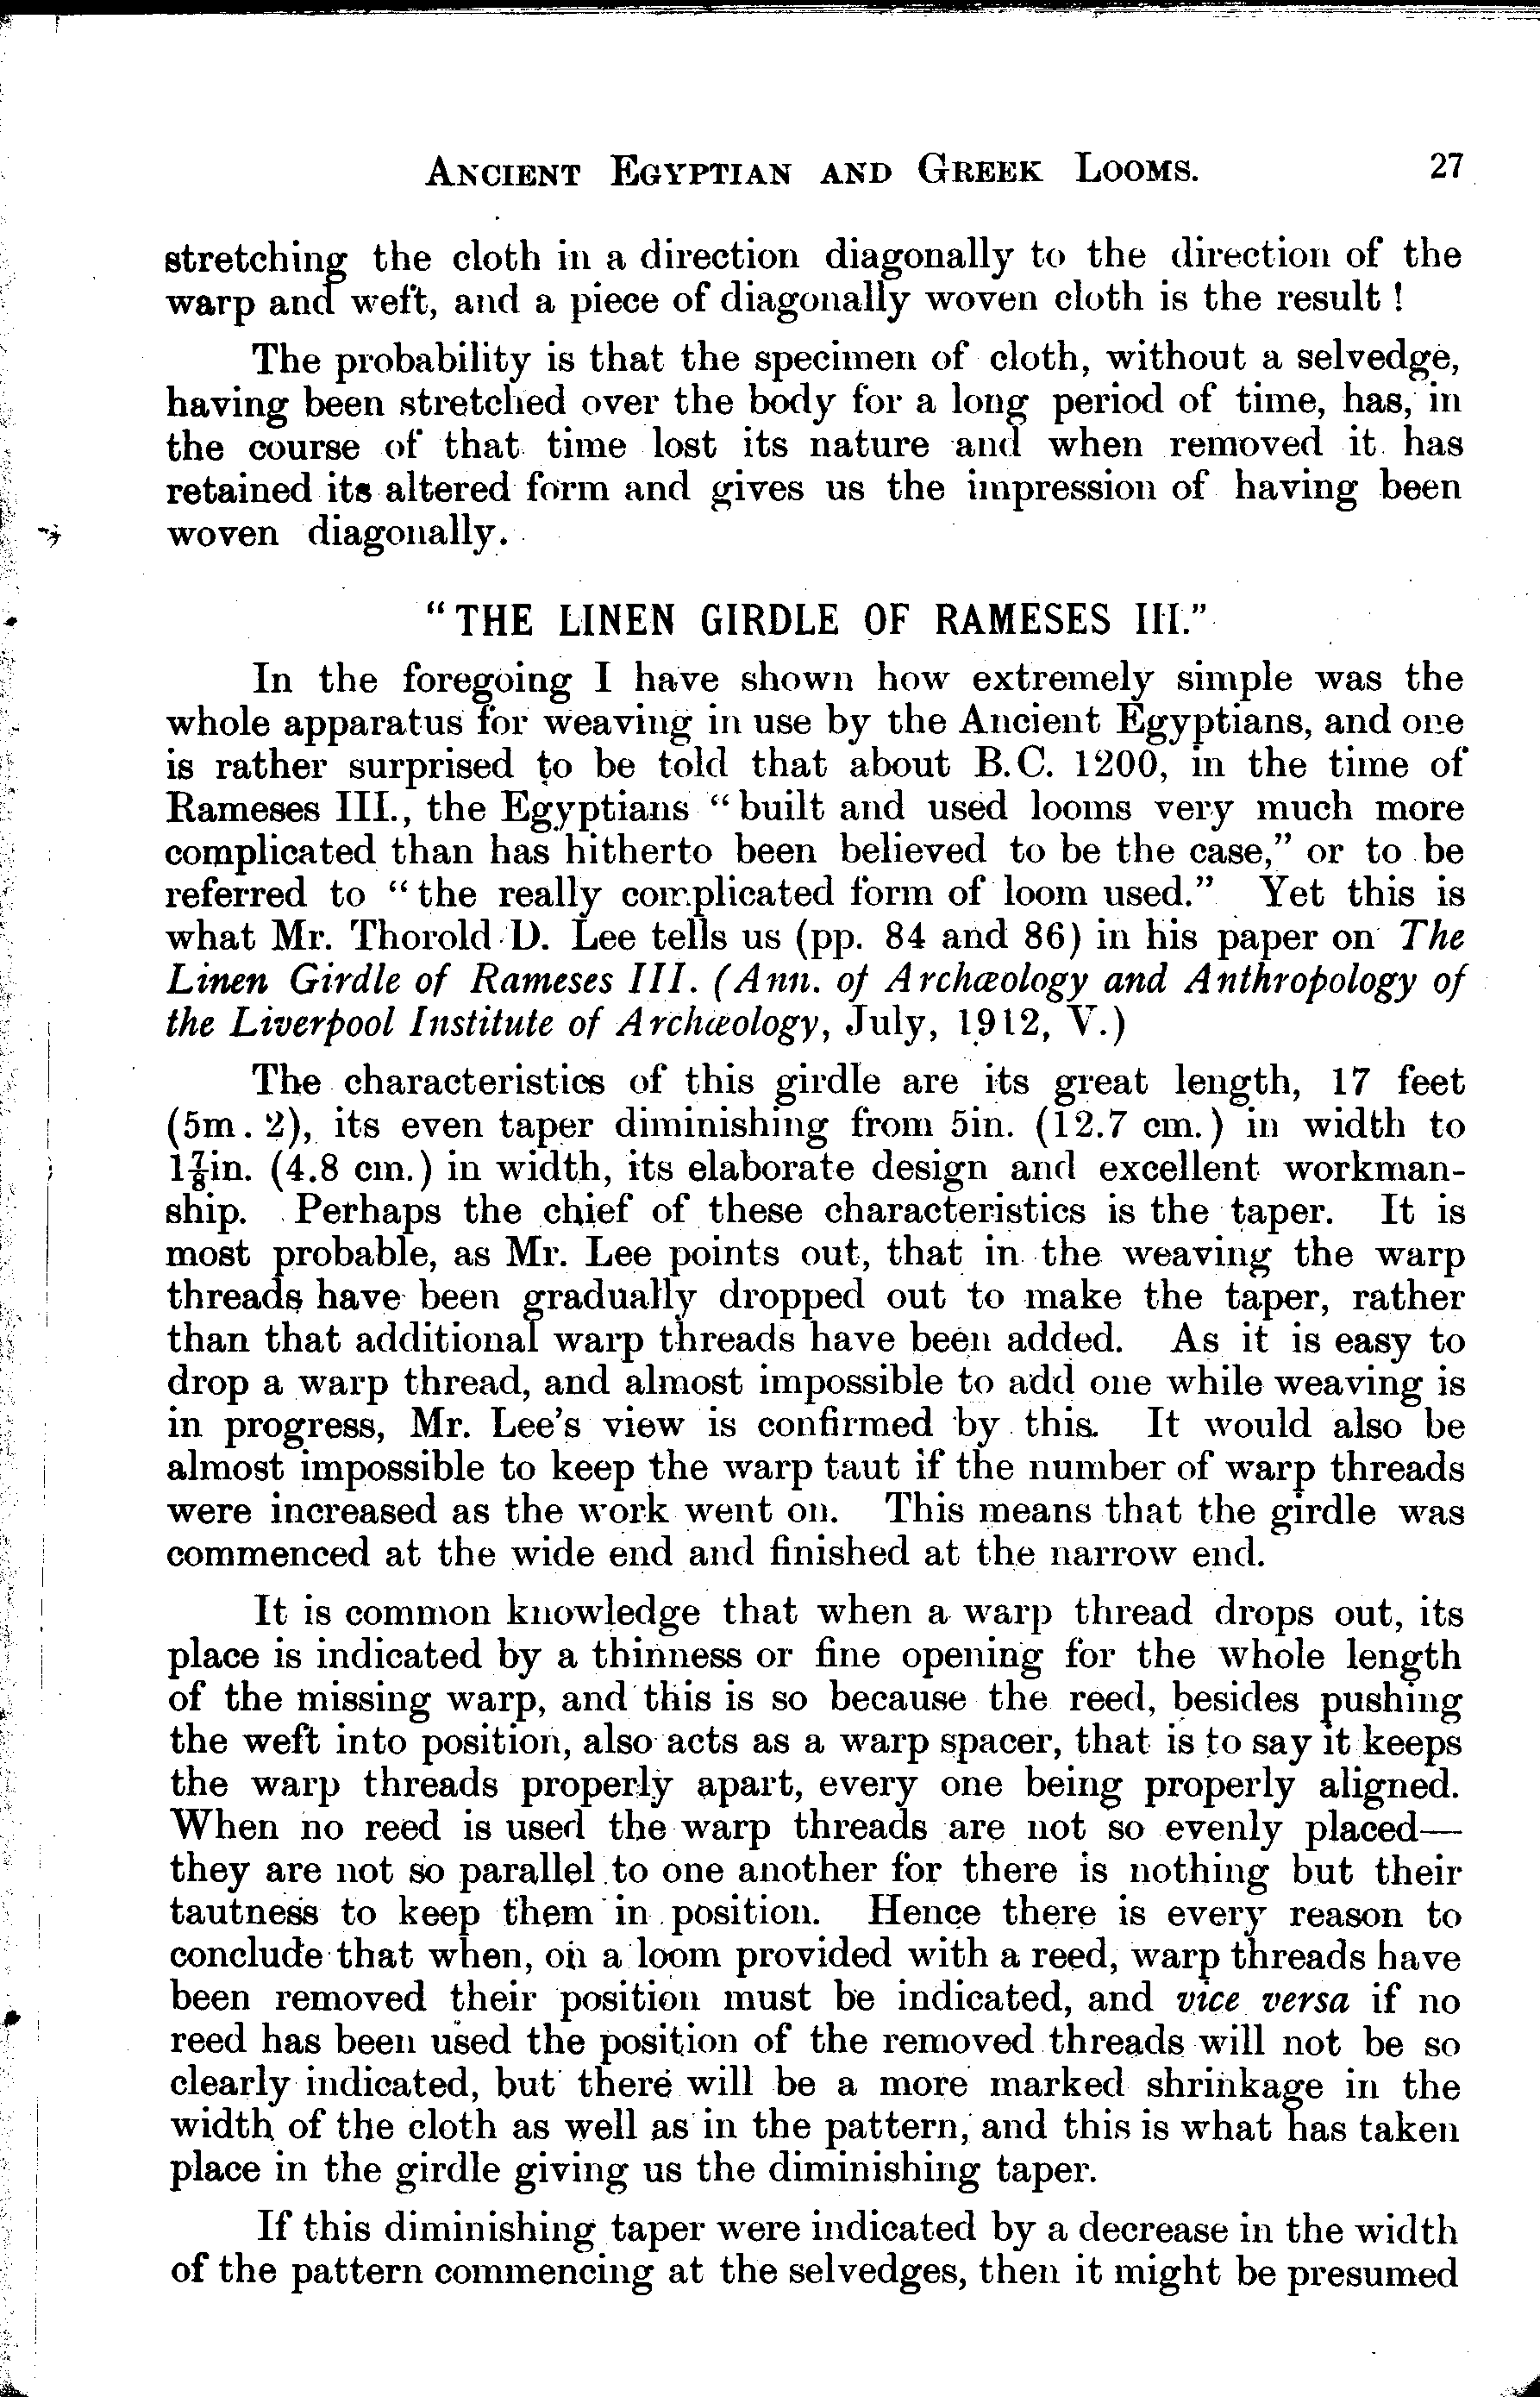 ANCIENT EGYPTIAN AND GREEK LOOMS. 27
stretching the cloth in a direction diagonally to the direction of the
warp and weft, and a piece of diagonally woven cloth is the result !
The probability is that the specimen of cloth, without a selvedge,
having been stretched over the body for a long period of time, has, in
the course of that time lost its nature and when removed it has
retained its altered form and gives us the impression of having been
woven diagonally.
"THE LINEN GIRDLE OF RAMESES III."
In the foregoing I have shown how extremely simple was the
whole apparatus for weaving in use by the Ancient Egyptians, and one
is rather surprised to be told that about B.C. 1200, in the time of
Rameses III., the Egyptians "built and used looms very much more
complicated than has hitherto been believed to be the case," or to be
referred to "the really complicated form of loom used." Yet this is
what Mr. Thorold D. Lee tells us (pp. 84 and 86) in his paper on The
Linen Girdle of Rameses III. (Ann. of Archæology and Anthropology of
the Liverpool Institute of Archæology, July, 1912, V.)
The characteristics of this girdle are its great length, 17 feet
(5m. 2), its even taper diminishing from 5in. (12.7 cm.) in width to
1⅞in. (4.8 cm.) in width, its elaborate design and excellent workman-
ship. Perhaps the chief of these characteristics is the taper. It is
most probable, as Mr. Lee points out, that in the weaving the warp
threads have been gradually dropped out to make the taper, rather
than that additional warp threads have been added. As it is easy to
drop a warp thread, and almost impossible to add one while weaving is
in progress, Mr. Lee's view is confirmed by this. It would also be
almost impossible to keep the warp taut if the number of warp threads
were increased as the work went on. This means that the girdle was
commenced at the wide end and finished at the narrow end.
It is common knowledge that when a warp thread drops out, its
place is indicated by a thinness or fine opening for the whole length
of the missing warp, and this is so because the reed, besides pushing
the weft into position, also acts as a warp spacer, that is to say it keeps
the warp threads properly apart, every one being properly aligned.
When no reed is used the warp threads are not so evenly placed—
they are not so parallel to one another for there is nothing but their
tautness to keep them in position. Hence there is every reason to
conclude that when, on a loom provided with a reed, warp threads have
been removed their position must be indicated, and vice versa if no
reed has been used the position of the removed threads will not be so
clearly indicated, but there will be a more marked shrinkage in the
width of the cloth as well as in the pattern, and this is what has taken
place in the girdle giving us the diminishing taper.
If this diminishing taper were indicated by a decrease in the width
of the pattern commencing at the selvedges, then it might be presumed